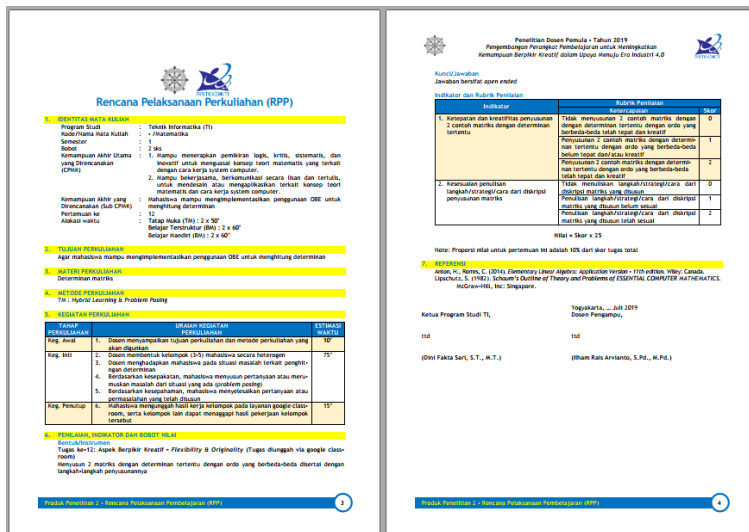 RISTEKDIKTI
Rencana Pelaksanaan Perkuliahan (RPP)
1. IDENTITAS MATA KULIAH
Program Studi : Teknik Informatika (TI)
Kode/Nama Mata Kuliah : - /Matematika
Semester : 1
Bobot : 2 sks
Kemampuan Akhir Utama : 1. Mampu menerapkan pemikiran logis, kritis, sistematis, dan
yang Direncanakan inovatif untuk menguasai konsep teori matematis yang terkait
(CPMK) dengan cara kerja system computer.
2. Mampu bekerjasama, berkomunikasi secara lisan dan tertulis,
untuk mendesain atau mengaplikasikan terkait konsep teori
matematis dan cara kerja system computer.
Kemampuan Akhir yang : Mahasiswa mampu mengimplementasikan penggunaan OBE untuk
Direncanakan (Sub CPMK) menghitung determinan
Pertemuan ke : 12
Alokasi waktu : Tatap Muka (TM) : 2 x 50'
Belajar Terstruktur (BM) : 2 x 60'
Belajar Mandiri (BM) : 2 x 60'
2. TUJUAN PERKULIAHAN
Agar mahasiswa mampu mengimplementasikan penggunaan OBE untuk menghitung determinan
3. MATERI PERKULIAHAN
Determinan matriks
4. METODE PERKULIAHAN
TM : Hybrid Learning & Problem Posing
5. KEGIATAN PERKULIAHAN
TAHAP PERKULIAHAN URAIAN KEGIATAN PERKULIAHAN ESTIMASI WAKTU
Keg. Awal 1. Dosen menyampaikan tujuan perkuliahan dan metode perkuliahan yang 10'
akan digunkan
Keg. Inti 2. Dosen membentuk kelompok (3-5) mahasiswa secara heterogen 75'
3. Dosen menghadapkan mahasiswa pada situasi masalah terkait penghit-
ngan determinan
4. Berdasarkan kesepakatan, mahasiswa menyusun pertanyaan atau meru-
muskan masalah dari situasi yang ada (problem posing)
5. Berdasarkan kesepahaman, mahasiswa menyelesaikan pertanyaan atau
permasalahan yang telah disusun
Keg. Penutup 6. Mahasiswa mengunggah hasil kerja kelompok pada layanan google class- 15'
room, serta kelompok lain dapat menaggapi hasil pekerjaan kelompok
tersebut
6. PENILAIAN, INDIKATOR DAN BOBOT NILAI
Bentuk/Instrumen
Tugas ke-12: Aspek Berpikir Kreatif - Flexibility & Originality (Tugas diunggah via google class-
room)
Menyusun 2 matriks dengan determinan tertentu dengan ordo yang berbeda-beda disertai dengan
langkah-langkah penyusunannya
Produk Penelitian 2 - Rencana Pelaksanaan Pembelajaran (RPP) 3
Penelitian Dosen Pemula - Tahun 2019
Pengembangan Perangkat Pembelajaran untuk Meningkatkan
Kemampuan Berpikir Kreatif dalam Upaya Menuju Era Industri 4.0
Kunci/Jawaban
Jawaban bersifat open ended
Indikator dan Rubrik Penilaian
Indikator Rubrik Penilaian
Ketercapaian Skor
1. Ketepatan dan kreatifitas penyusunan
2 contoh matriks dengan determinan
tertentu
Tidak menyusunan 2 contoh matriks dengan 0
dengan determinan tertentu dengan ordo yang
berbeda-beda telah tepat dan kreatif
Penyusunan 2 contoh matriks dengan determi- 1
nan tertentu dengan ordo yang berbeda-beda
belum tepat dan/atau kreatif
Penyusunan 2 contoh matriks dengan determi- 2
nan tertentu dengan ordo yang berbeda-beda
telah tepat dan kreatif
2. Kesesuaian penulisan
langkah/strategi/cara dari diskripsi
penyusunan matriks
Tidak menuliskan langkah/strategi/cara dari 0
diskripsi matriks yang disusun
Penulisan langkah/strategi/cara dari diskripsi 1
matriks yang disusun belum sesuai
Penulisan langkah/strategi/cara dari diskripsi 2
matriks yang disusun telah sesuai
Nilai = Skor x 25
Note: Proporsi nilai untuk pertemuan ini adalah 10% dari skor tugas total
7. REFERENSI
Anton, H., Rorres, C. (2014). Elementary Linear Algebra: Application Version - 11th edition. Wiley: Canada.
Lipschutz, S. (1982). Schaum's Outline of Theory and Problems of ESSENTIAL COMPUTER MATHEMATICS.
McGraw-Hill, Inc: Singapore.
Yogyakarta, ... Juli 2019
Ketua Program Studi TI, Dosen Pengampu,
ttd ttd
(Dini Fakta Sari, S.T., M.T.) (Ilham Rais Arvianto, S.Pd., M.Pd.)
Produk Penelitian 2 - Rencana Pelaksanaan Pembelajaran (RPP) 4